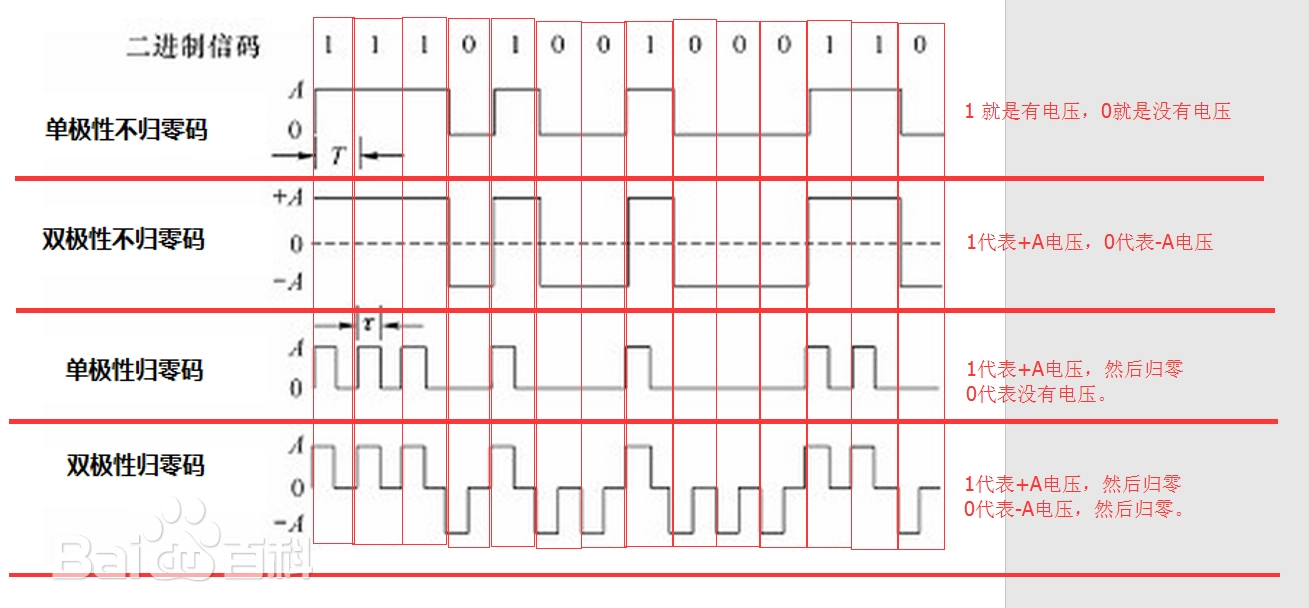 二进制信码 1 1 1 0 1 0 0 1 0 0 0 1 1 0
A
单极性不归零码
0
1 就是有电压，0就是没有电压
T
+A
双极性不归零码
0
1代表+A电压，0代表-A电压
−A
τ
A
单极性归零码
0
1代表+A电压，然后归零
0代表没有电压。
A
双极性归零码
0
1代表+A电压，然后归零
0代表-A电压，然后归零。
−A
Bai百科